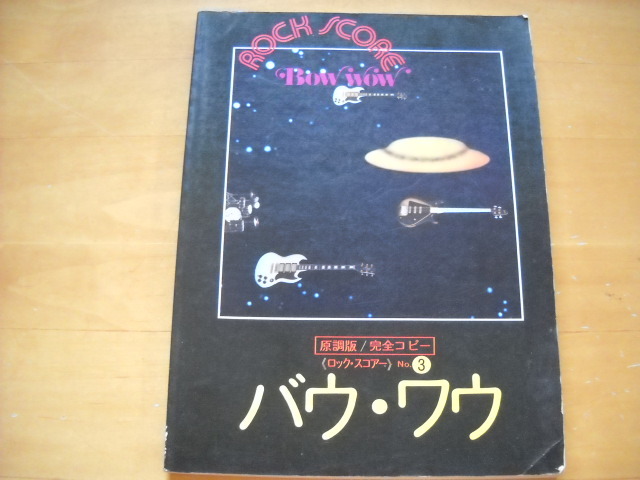 ROCK SCORE
BOW WOW
原調版/完全コピー
《ロック・スコアー》 No.3
バウ・ワウ